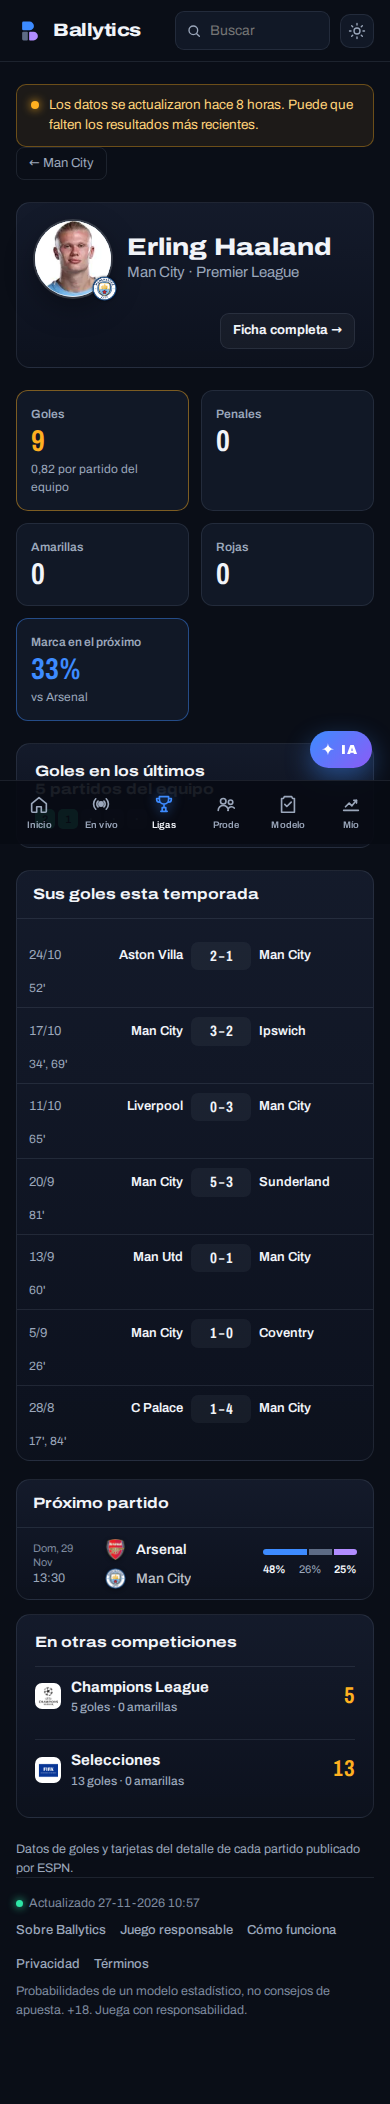 Ballytics
Buscar
Los datos se actualizaron hace 8 horas. Puede que
falten los resultados más recientes.
← Man City
Erling Haaland
Man City · Premier League
Ficha completa →
Goles
9
0,82 por partido del
equipo
Penales
0
Amarillas
0
Rojas
0
Marca en el próximo
33%
vs Arsenal
✦ IA
Goles en los últimos
5 partidos del equipo
1
Inicio
En vivo
Ligas
Prode
Modelo
Mío
Sus goles esta temporada
24/10 Aston Villa 2–1 Man City
52'
17/10 Man City 3–2 Ipswich
34', 69'
11/10 Liverpool 0–3 Man City
65'
20/9 Man City 5–3 Sunderland
81'
13/9 Man Utd 0–1 Man City
60'
5/9 Man City 1–0 Coventry
26'
28/8 C Palace 1–4 Man City
17', 84'
Próximo partido
Dom, 29
Nov
13:30
Arsenal
Man City
48% 26% 25%
En otras competiciones
Champions League
5 goles · 0 amarillas
5
Selecciones
13 goles · 0 amarillas
13
Datos de goles y tarjetas del detalle de cada partido publicado
por ESPN.
Actualizado 27-11-2026 10:57
Sobre Ballytics Juego responsable Cómo funciona
Privacidad Términos
Probabilidades de un modelo estadístico, no consejos de
apuesta. +18. Juega con responsabilidad.